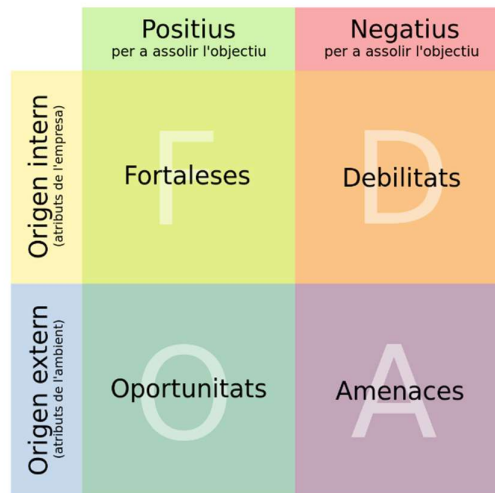 Positius
per a assolir l'objectiu
Negatius
per a assolir l'objectiu
Origen intern
(atributs de l'empresa)
F
Fortaleses
D
Debilitats
Origen extern
(atributs de l'ambient)
O
Oportunitats
A
Amenaces